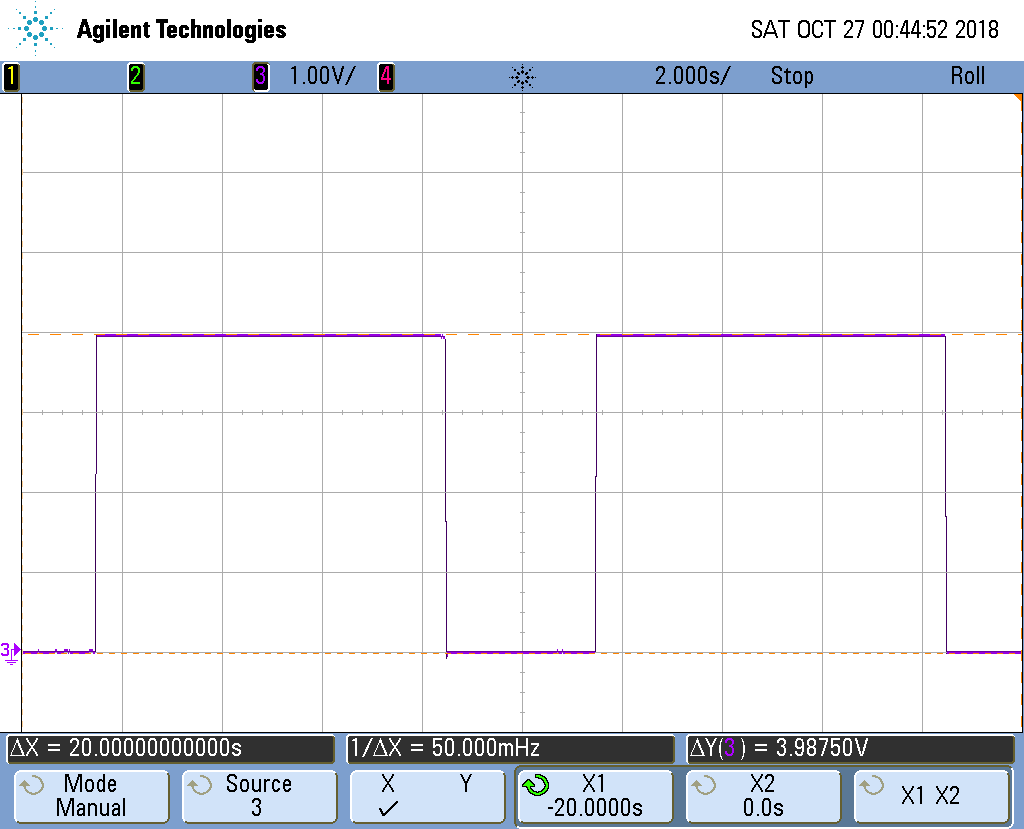 Agilent Technologies SAT OCT 27 00:44:52 2018
1 2 3 1.00V/ 4 2.000s/ Stop Roll
3
ΔX = 20.00000000000s 1/ΔX = 50.000mHz ΔY(3) = 3.98750V
Mode Source X Y X1 X2 X1 X2
Manual 3 ✓ -20.0000s 0.0s